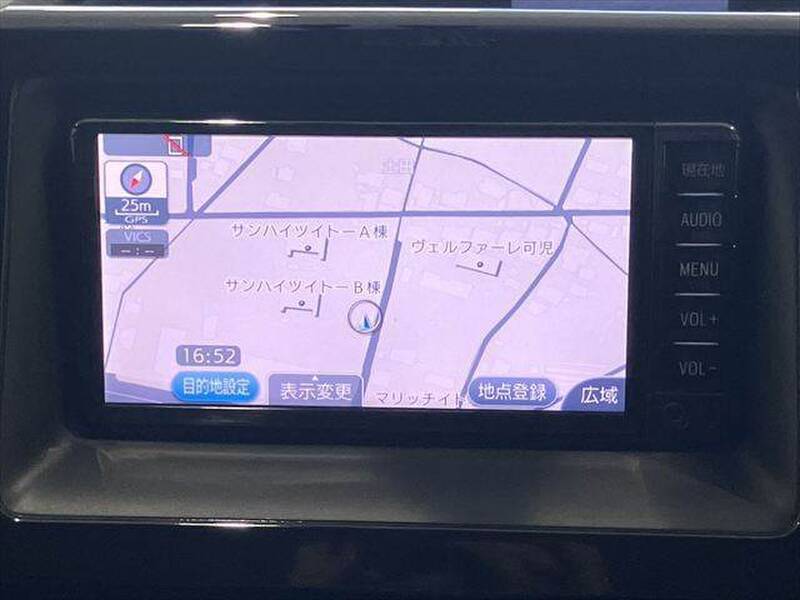 土田
現在地
25m
GPS
VICS
--:--
AUDIO
サンハイツイトーA棟
ヴェルファーレ可児
MENU
サンハイツイトーB棟
VOL+
16:52
VOL-
目的地設定
表示変更
マリッチイト
地点登録
広域